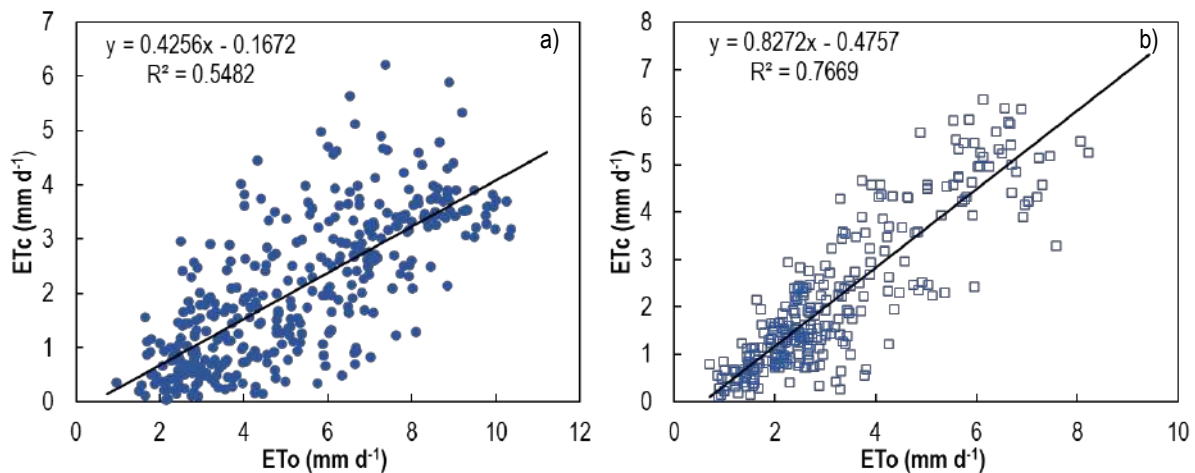 y = 0.4256x - 0.1672
R² = 0.5482
a)
7
6
5
4
3
2
1
0
ETc (mm d⁻¹)
0 2 4 6 8 10 12
ETo (mm d⁻¹)
y = 0.8272x - 0.4757
R² = 0.7669
b)
8
7
6
5
4
3
2
1
0
ETc (mm d⁻¹)
0 2 4 6 8 10
ETo (mm d⁻¹)